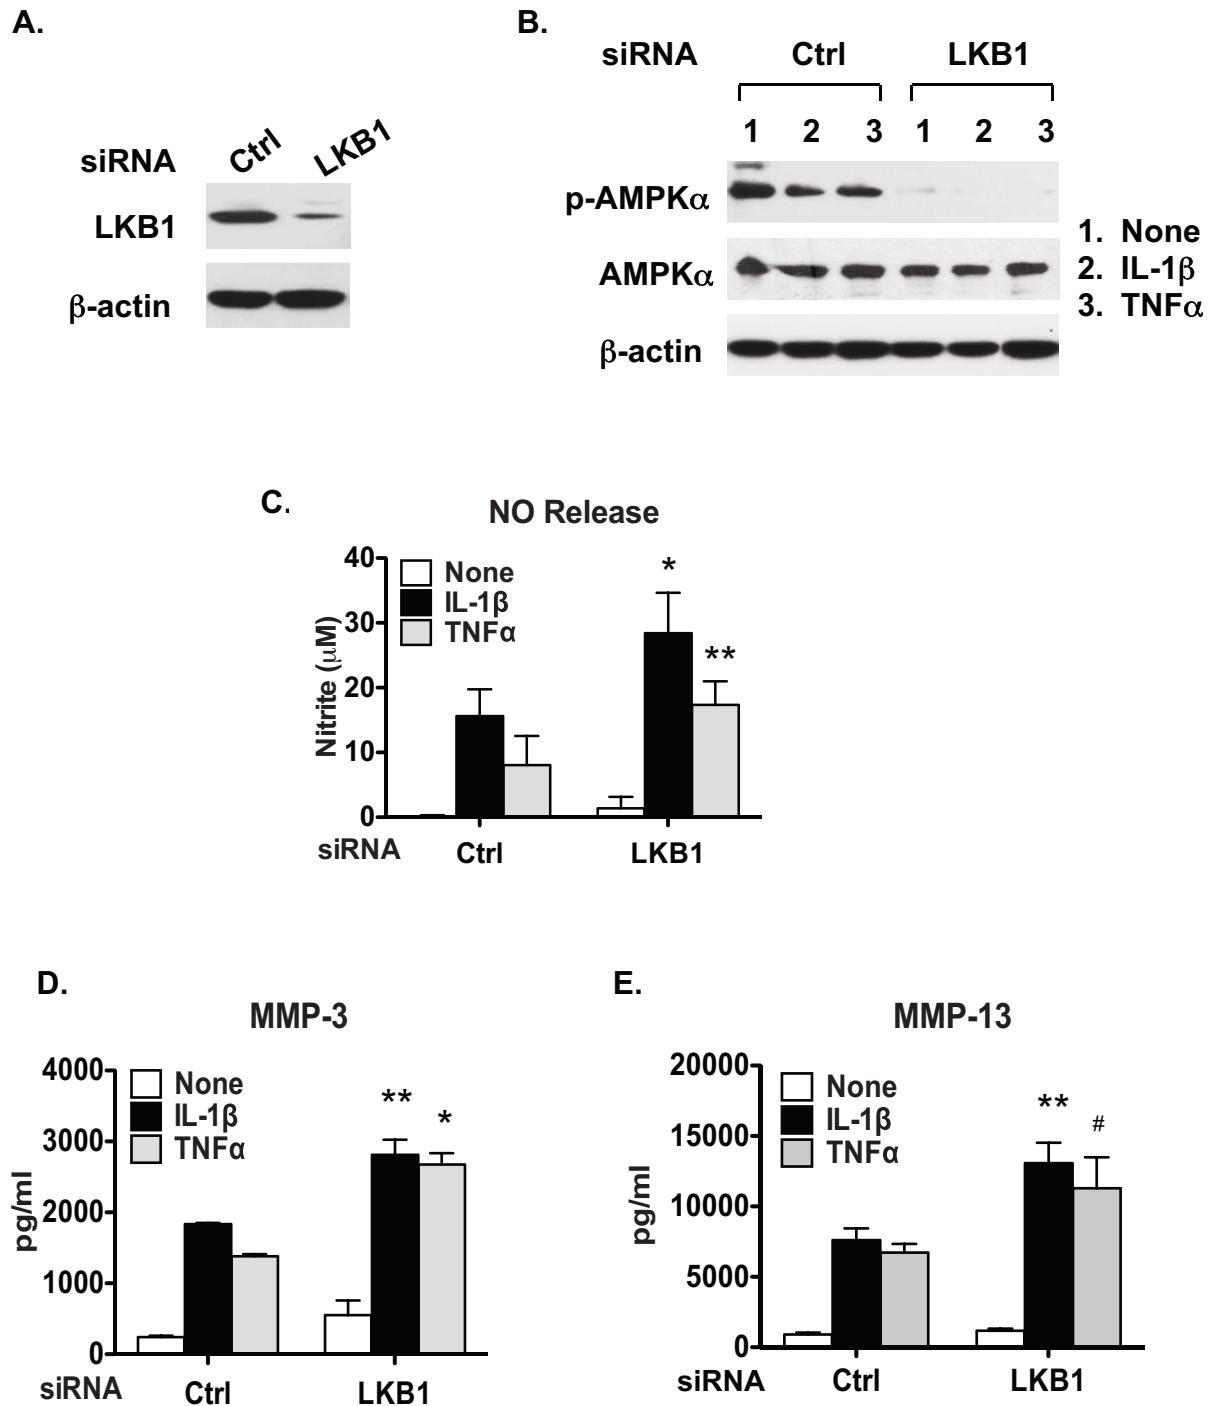 A.
siRNA Ctrl LKB1
LKB1
β-actin
B.
siRNA Ctrl LKB1
1 2 3 1 2 3
p-AMPKα
AMPKα
β-actin
1. None
2. IL-1β
3. TNFα
C.
NO Release
Nitrite (μM)
40
30
20
10
0
None
IL-1β
TNFα
*
**
siRNA Ctrl LKB1
D.
MMP-3
pg/ml
4000
3000
2000
1000
0
None
IL-1β
TNFα
**
*
siRNA Ctrl LKB1
E.
MMP-13
pg/ml
20000
15000
10000
5000
0
None
IL-1β
TNFα
**
#
siRNA Ctrl LKB1